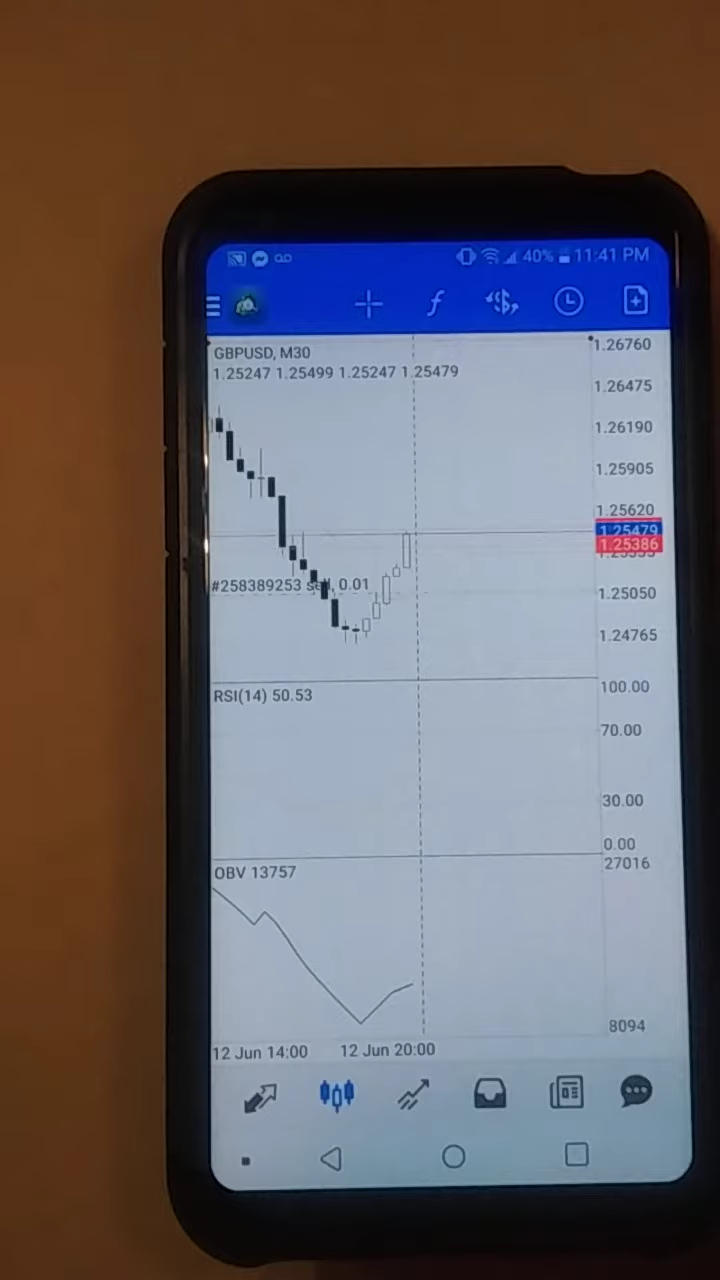 40% 11:41 PM
GBPUSD, M30
1.25247 1.25499 1.25247 1.25479
1.26760
1.26475
1.26190
1.25905
1.25620
1.25479
1.25386
#258389253 sell, 0.01
1.25050
1.24765
RSI(14) 50.53
100.00
70.00
30.00
0.00
OBV 13757
27016
8094
12 Jun 14:00 12 Jun 20:00